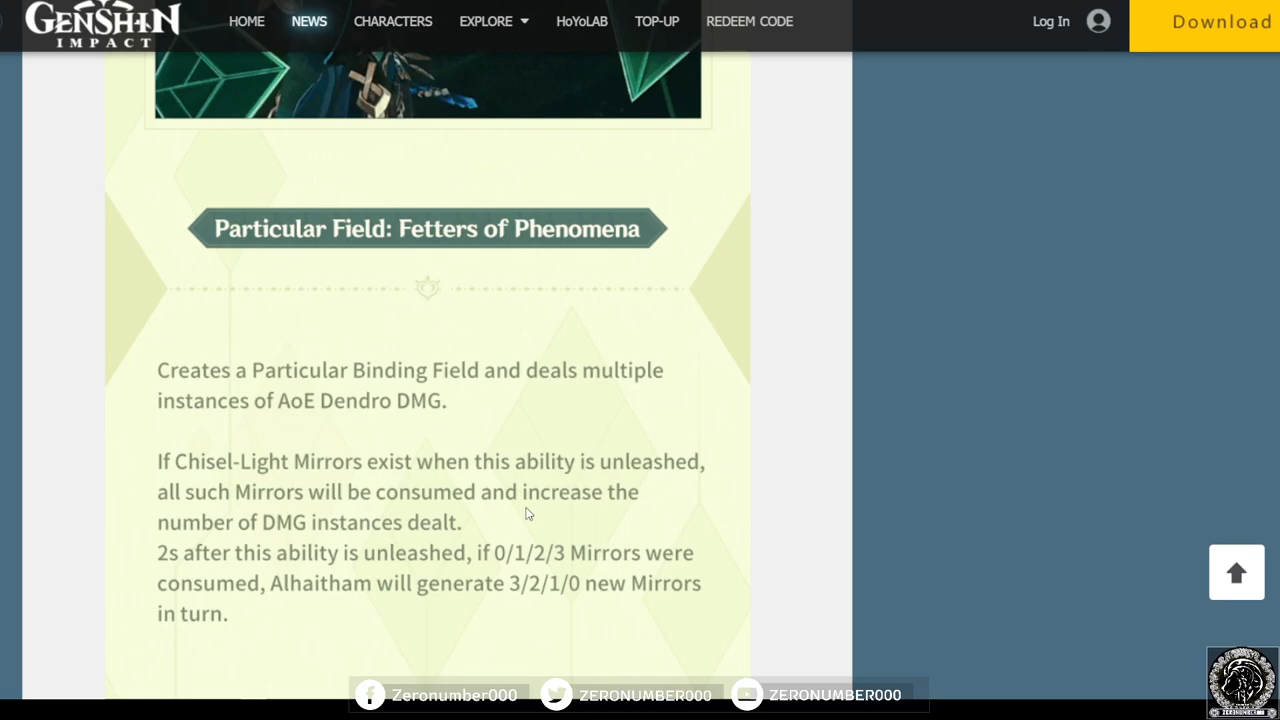 GENSHIN
IMPACT
HOME
NEWS
CHARACTERS
EXPLORE
HoYoLAB
TOP-UP
REDEEM CODE
Log In
Download
Particular Field: Fetters of Phenomena
Creates a Particular Binding Field and deals multiple
instances of AoE Dendro DMG.
If Chisel-Light Mirrors exist when this ability is unleashed,
all such Mirrors will be consumed and increase the
number of DMG instances dealt.
2s after this ability is unleashed, if 0/1/2/3 Mirrors were
consumed, Alhaitham will generate 3/2/1/0 new Mirrors
in turn.
Zeronumber000
ZERONUMBER000
ZERONUMBER000
ZERONUMBER000